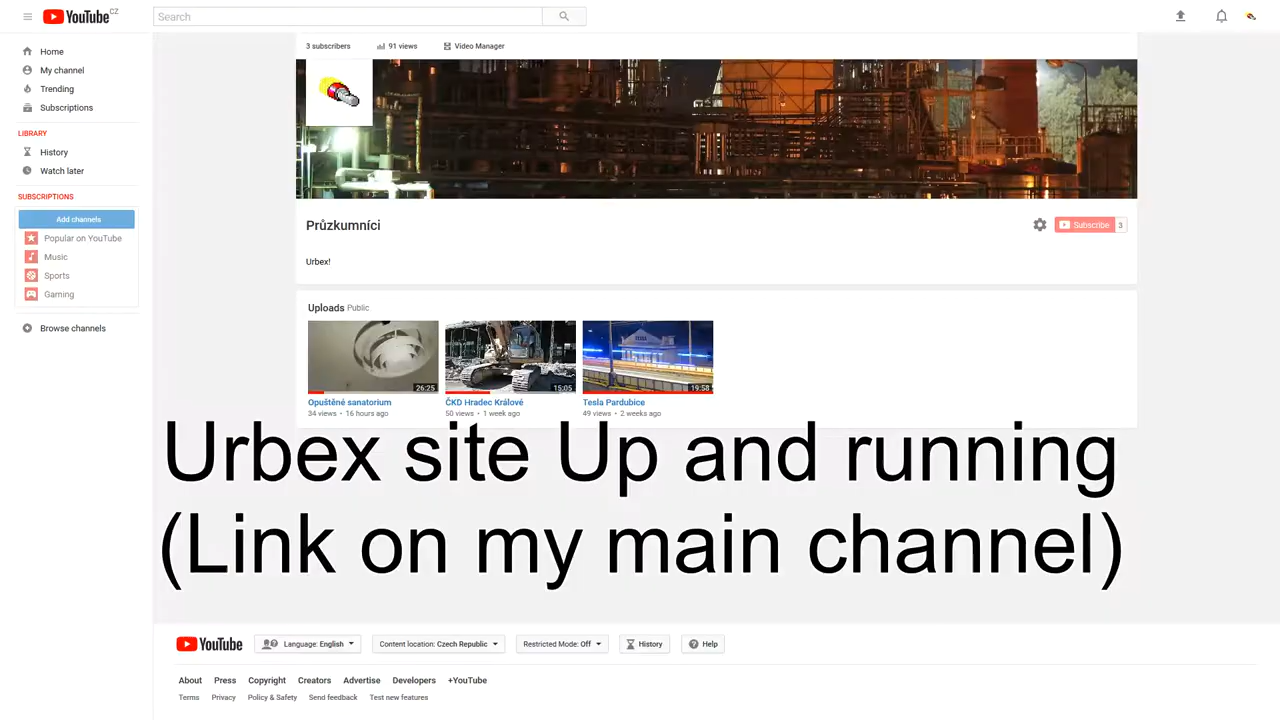 YouTube CZ
Search
Home
My channel
Trending
Subscriptions
LIBRARY
History
Watch later
SUBSCRIPTIONS
Add channels
Popular on YouTube
Music
Sports
Gaming
Browse channels
3 subscribers 91 views Video Manager
Průzkumníci
Subscribe 3
Urbex!
Uploads Public
26:25 15:05 19:58
Opuštěné sanatorium ČKD Hradec Králové Tesla Pardubice
34 views • 16 hours ago 50 views • 1 week ago 49 views • 2 weeks ago
Urbex site Up and running
(Link on my main channel)
YouTube Language: English Content location: Czech Republic Restricted Mode: Off History Help
About Press Copyright Creators Advertise Developers +YouTube
Terms Privacy Policy & Safety Send feedback Test new features